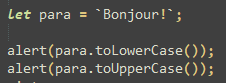 let para = `Bonjour!`;
alert(para.toLowerCase());
alert(para.toUpperCase());